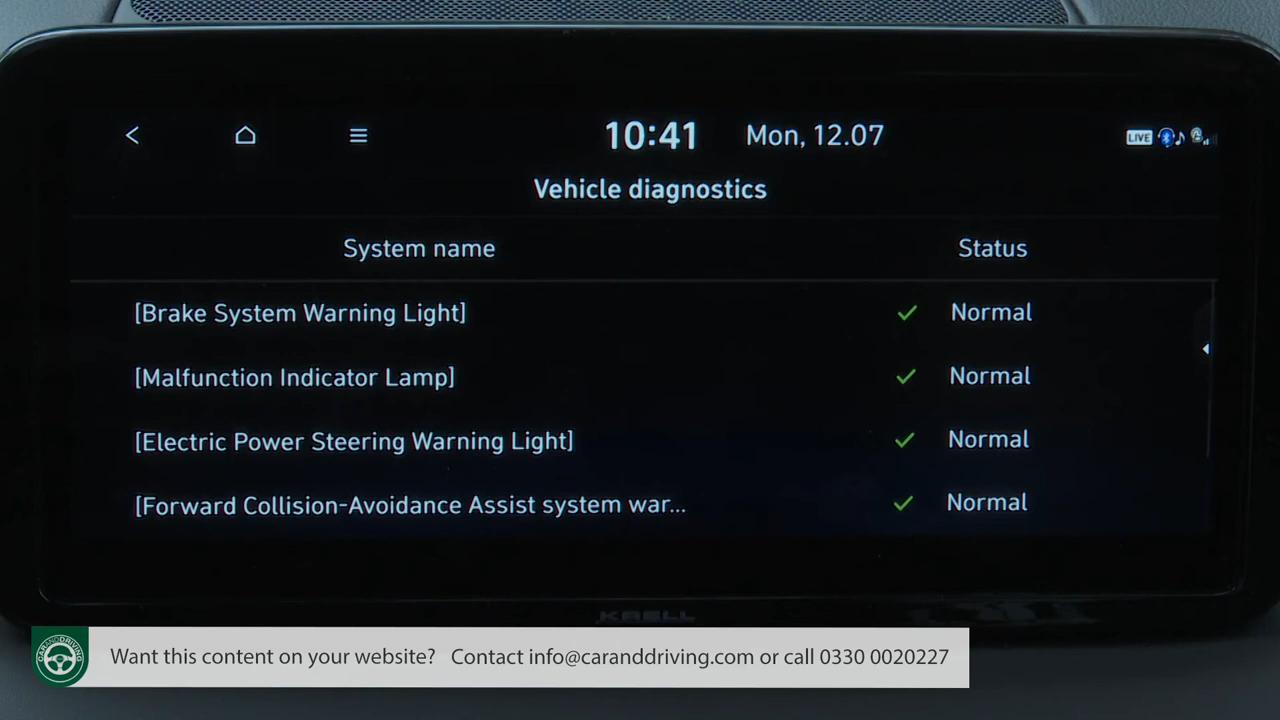 10:41 Mon, 12.07 LIVE
Vehicle diagnostics
System name Status
[Brake System Warning Light] Normal
[Malfunction Indicator Lamp] Normal
[Electric Power Steering Warning Light] Normal
[Forward Collision-Avoidance Assist system war... Normal
KRELL
CARANDDRIVING
Want this content on your website? Contact info@caranddriving.com or call 0330 0020227